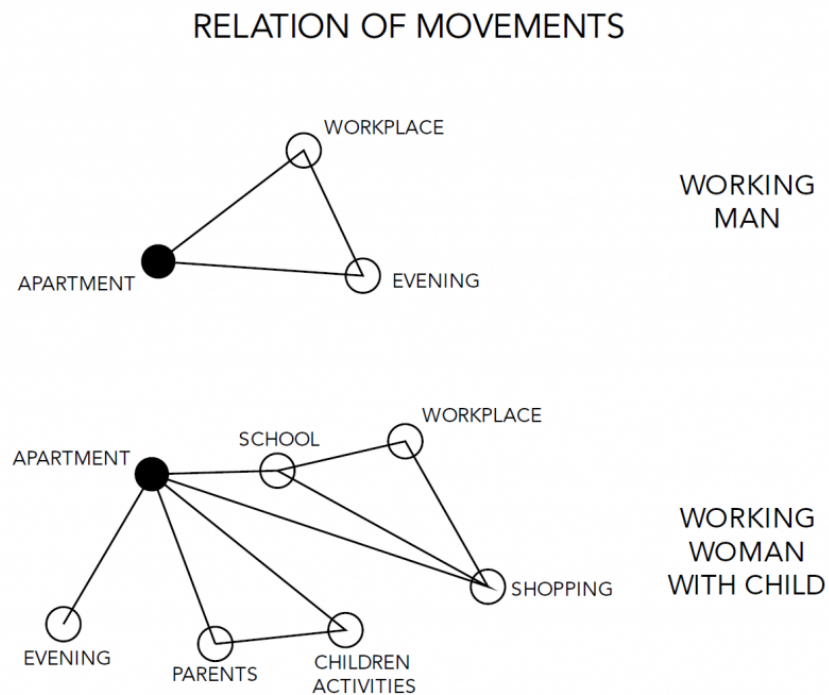 RELATION OF MOVEMENTS
WORKPLACE
WORKING
MAN
APARTMENT
EVENING
WORKPLACE
SCHOOL
APARTMENT
WORKING
WOMAN
WITH CHILD
SHOPPING
EVENING
PARENTS
CHILDREN
ACTIVITIES